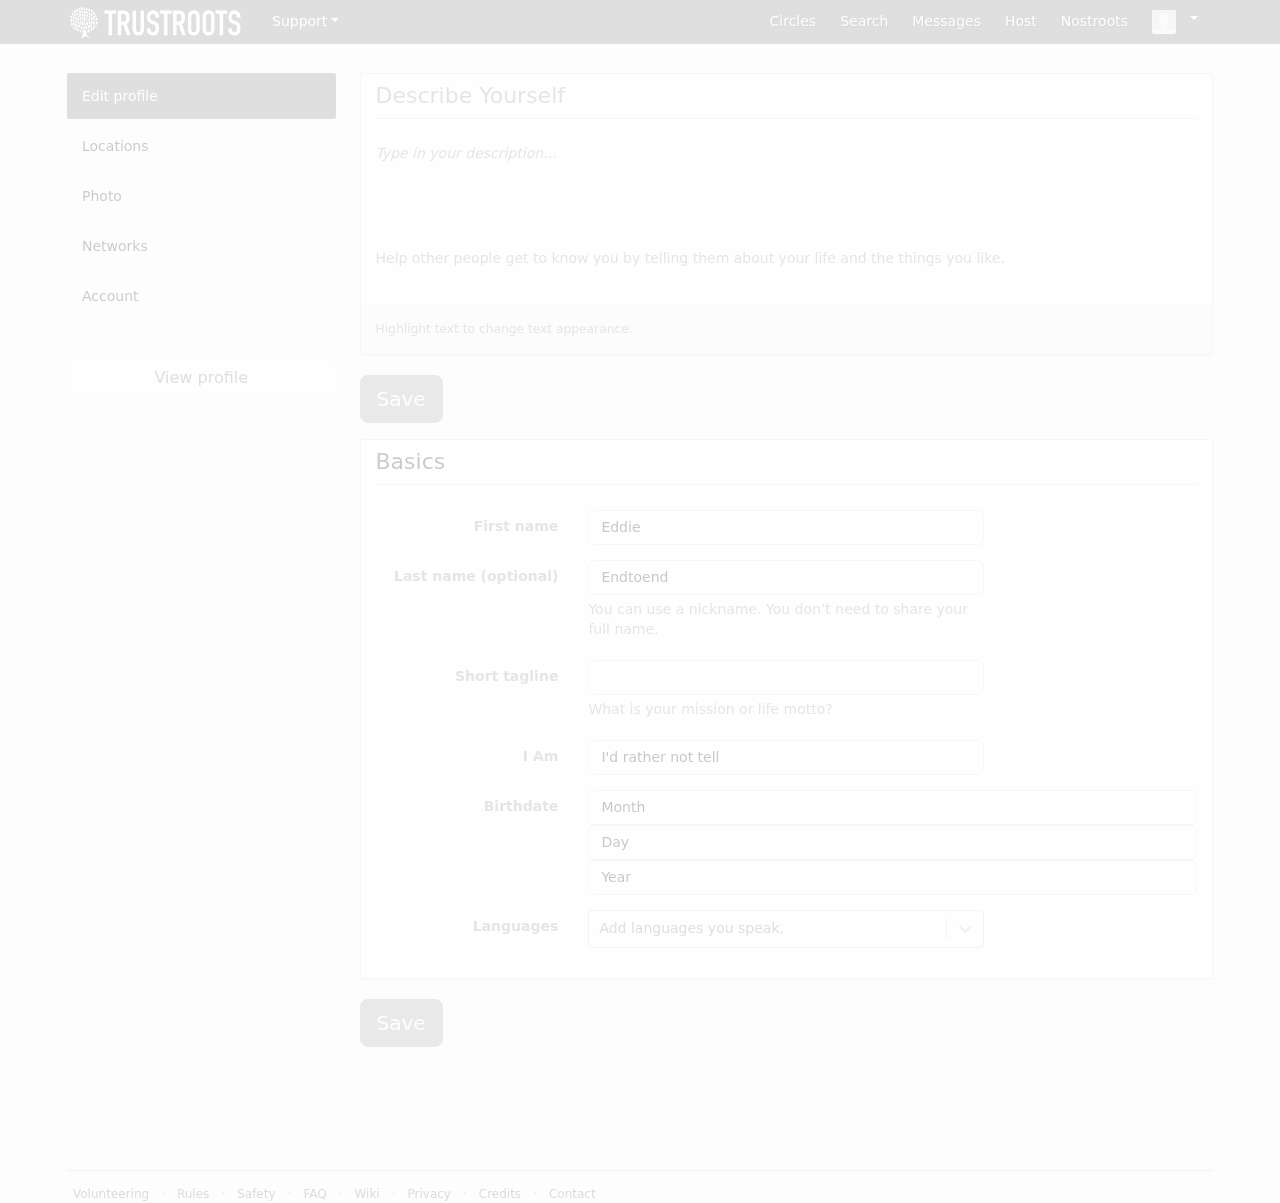 TRUSTROOTS
Support
Circles
Search
Messages
Host
Nostroots
Edit profile
Locations
Photo
Networks
Account
View profile
Describe Yourself
Type in your description...
Help other people get to know you by telling them about your life and the things you like.
Highlight text to change text appearance.
Save
Basics
First name
Eddie
Last name (optional)
Endtoend
You can use a nickname. You don’t need to share your
full name.
Short tagline
What is your mission or life motto?
I Am
I'd rather not tell
Birthdate
Month
Day
Year
Languages
Add languages you speak.
Save
Volunteering · Rules · Safety · FAQ · Wiki · Privacy · Credits · Contact